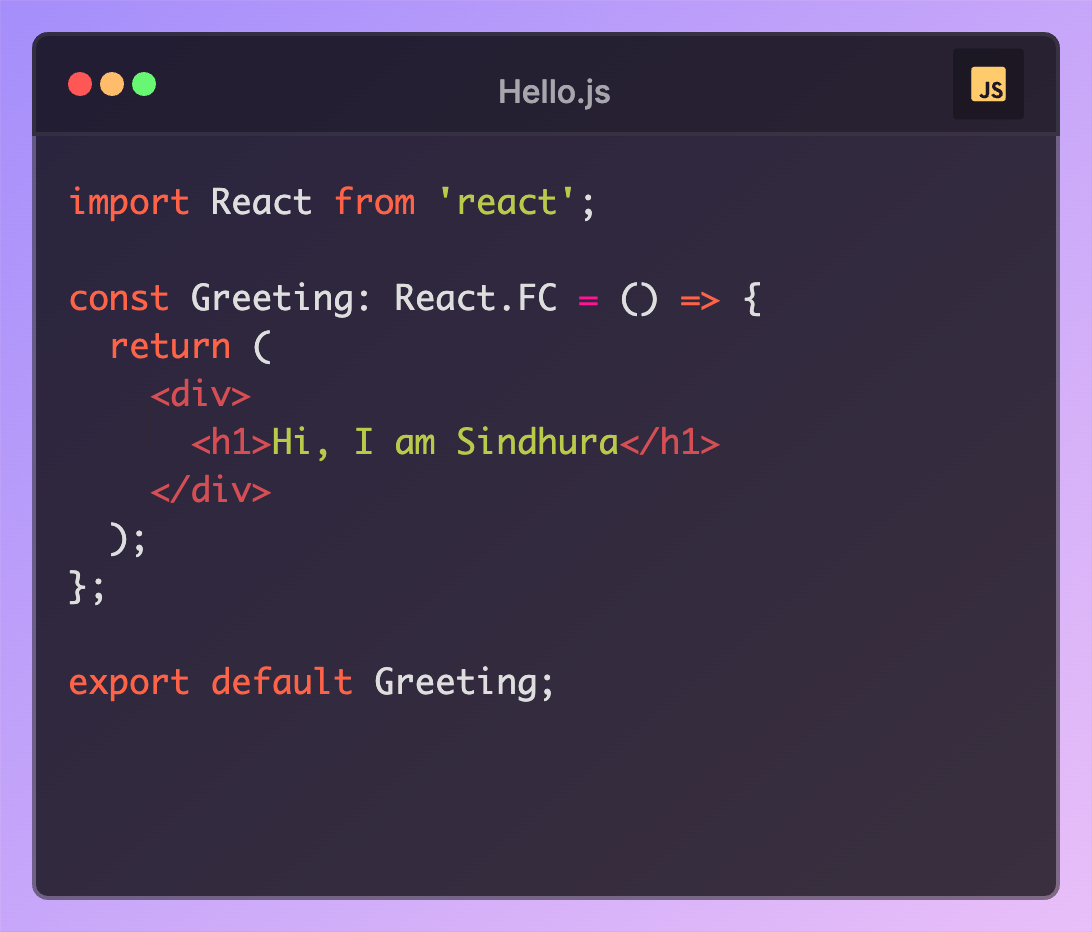 Hello.js
JS
import React from 'react';
const Greeting: React.FC = () => {
  return (
    <div>
      <h1>Hi, I am Sindhura</h1>
    </div>
  );
};
export default Greeting;